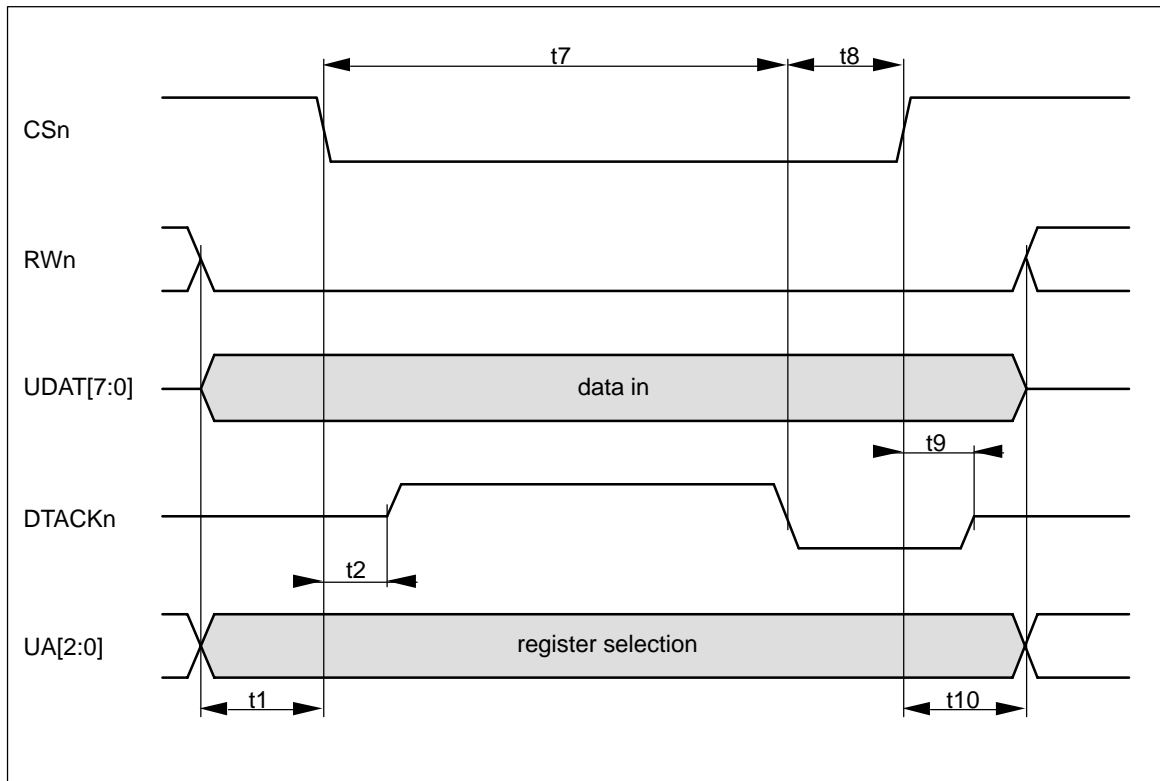 t7
t8
CSn
RWn
UDAT[7:0]
data in
t9
DTACKn
t2
UA[2:0]
register selection
t1
t10